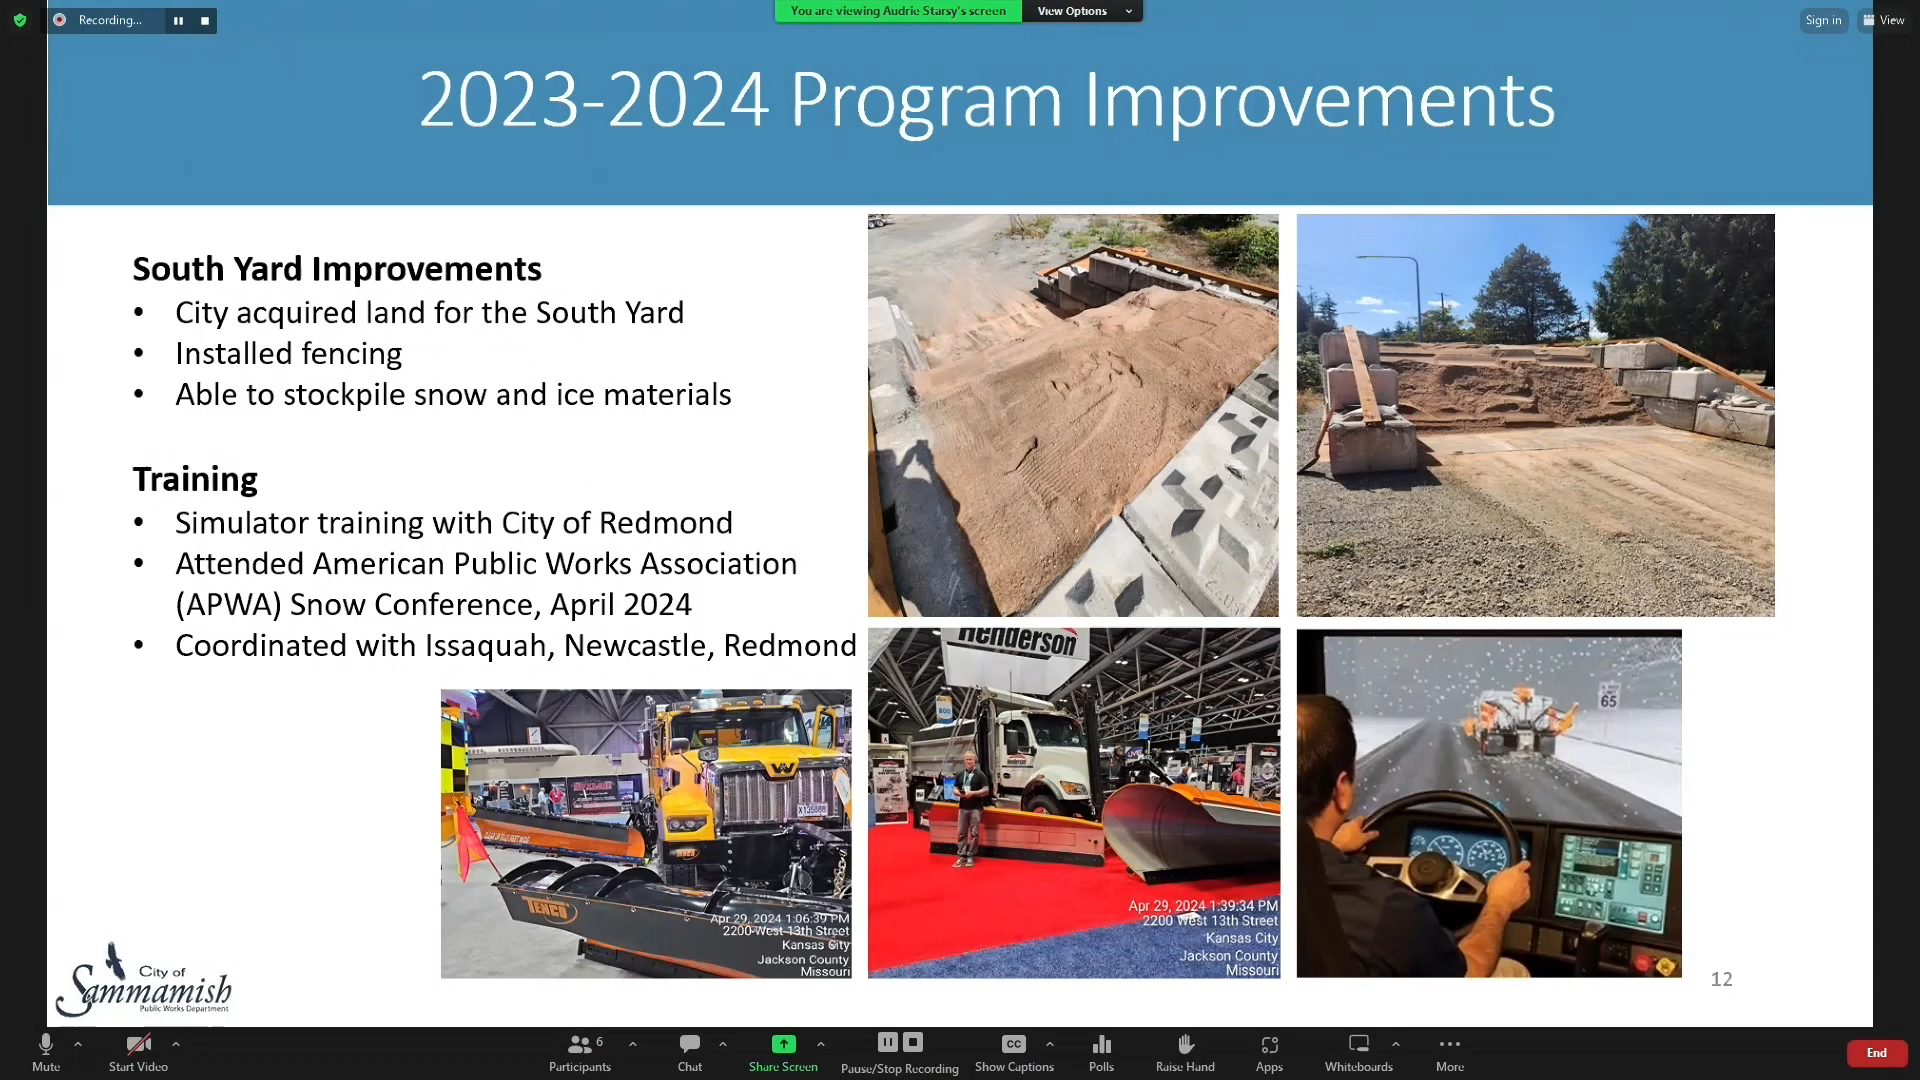 Recording...
You are viewing Audrie Starsy's screen
View Options
Sign in
View
2023-2024 Program Improvements
South Yard Improvements
• City acquired land for the South Yard
• Installed fencing
• Able to stockpile snow and ice materials
Training
• Simulator training with City of Redmond
• Attended American Public Works Association
(APWA) Snow Conference, April 2024
• Coordinated with Issaquah, Newcastle, Redmond
Henderson
65
TENCO
Apr 29, 2024 1:06:39 PM
2200 West 13th Street
Kansas City
Jackson County
Missouri
Apr 29, 2024 1:39:34 PM
2200 West 13th Street
Kansas City
Jackson County
Missouri
City of
Sammamish
Public Works Department
12
Mute
Start Video
6
Participants
Chat
Share Screen
Pause/Stop Recording
CC
Show Captions
Polls
Raise Hand
Apps
Whiteboards
More
End